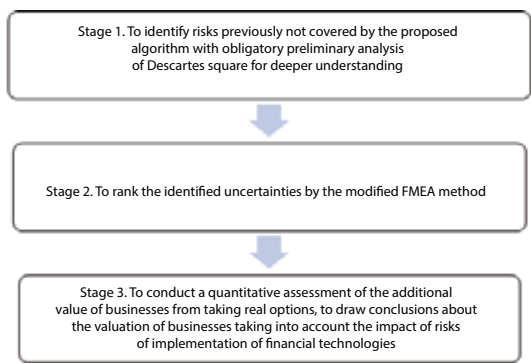 Stage 1. To identify risks previously not covered by the proposed
algorithm with obligatory preliminary analysis
of Descartes square for deeper understanding
Stage 2. To rank the identified uncertainties by the modified FMEA method
Stage 3. To conduct a quantitative assessment of the additional
value of businesses from taking real options, to draw conclusions about
the valuation of businesses taking into account the impact of risks
of implementation of financial technologies